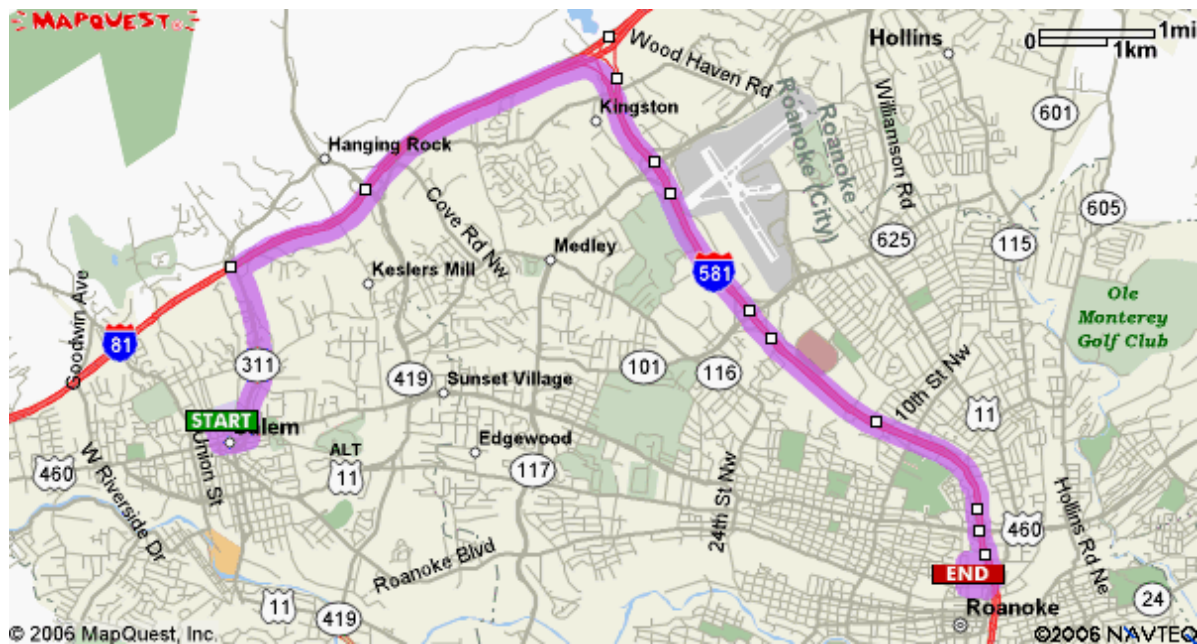 MAPQUEST
Wood Haven Rd
Hollins
0
1mi
1km
Kingston
Williamson Rd
601
Hanging Rock
Roanoke
Roanoke (City)
Cove Rd Nw
605
Medley
625
115
Keslers Mill
581
Goodwin Ave
Ole
Monterey
Golf Club
81
311
419
Sunset Village
101
116
10th St Nw
11
START
Salem
Union St
ALT
11
Edgewood
460
W Riverside Dr
117
24th St Nw
Hollins Rd Ne
460
Roanoke Blvd
END
11
419
Roanoke
24
© 2006 MapQuest, Inc.
©2006 NAVTEQ